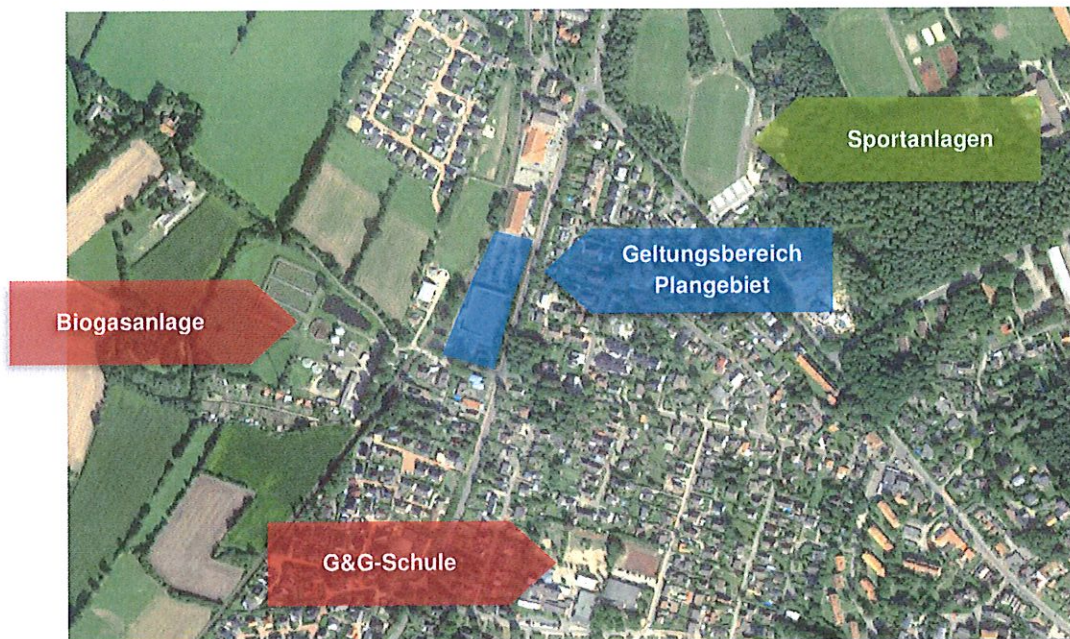 Sportanlagen
Geltungsbereich
Plangebiet
Biogasanlage
G&G-Schule